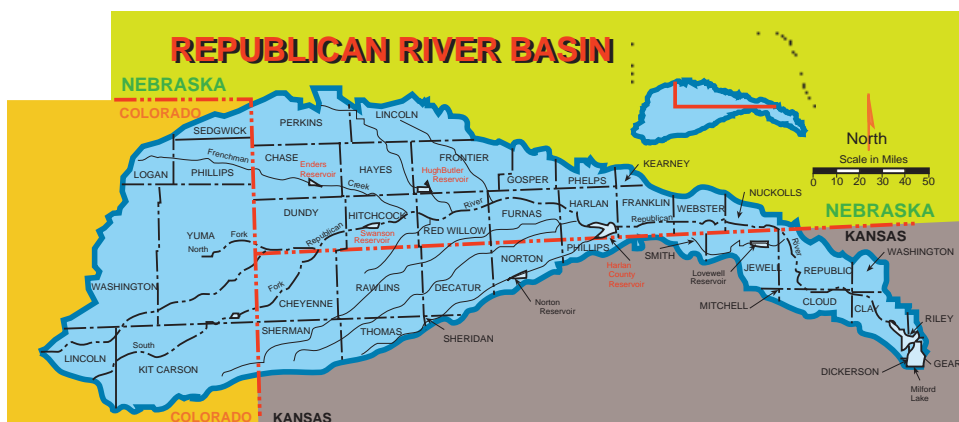 REPUBLICAN RIVER BASIN
NEBRASKA
COLORADO
North
Scale in Miles
0 10 20 30 40 50
PERKINS
LINCOLN
SEDGWICK
Frenchman
CHASE
Enders
Reservoir
HAYES
FRONTIER
HughButler
Reservoir
KEARNEY
LOGAN
PHILLIPS
Creek
GOSPER
PHELPS
NUCKOLLS
DUNDY
HITCHCOCK
River
FURNAS
HARLAN
FRANKLIN
WEBSTER
Republican
NEBRASKA
YUMA
North
Fork
Republican
Swanson
Reservoir
RED WILLOW
KANSAS
PHILLIPS
SMITH
River
WASHINGTON
NORTON
Harlan
County
Reservoir
Lovewell
Reservoir
JEWELL
REPUBLIC
WASHINGTON
Fork
CHEYENNE
RAWLINS
DECATUR
Norton
Reservoir
MITCHELL
CLOUD
CLAY
RILEY
SHERMAN
THOMAS
SHERIDAN
South
LINCOLN
KIT CARSON
DICKERSON
GEAR
Milford
Lake
COLORADO
KANSAS